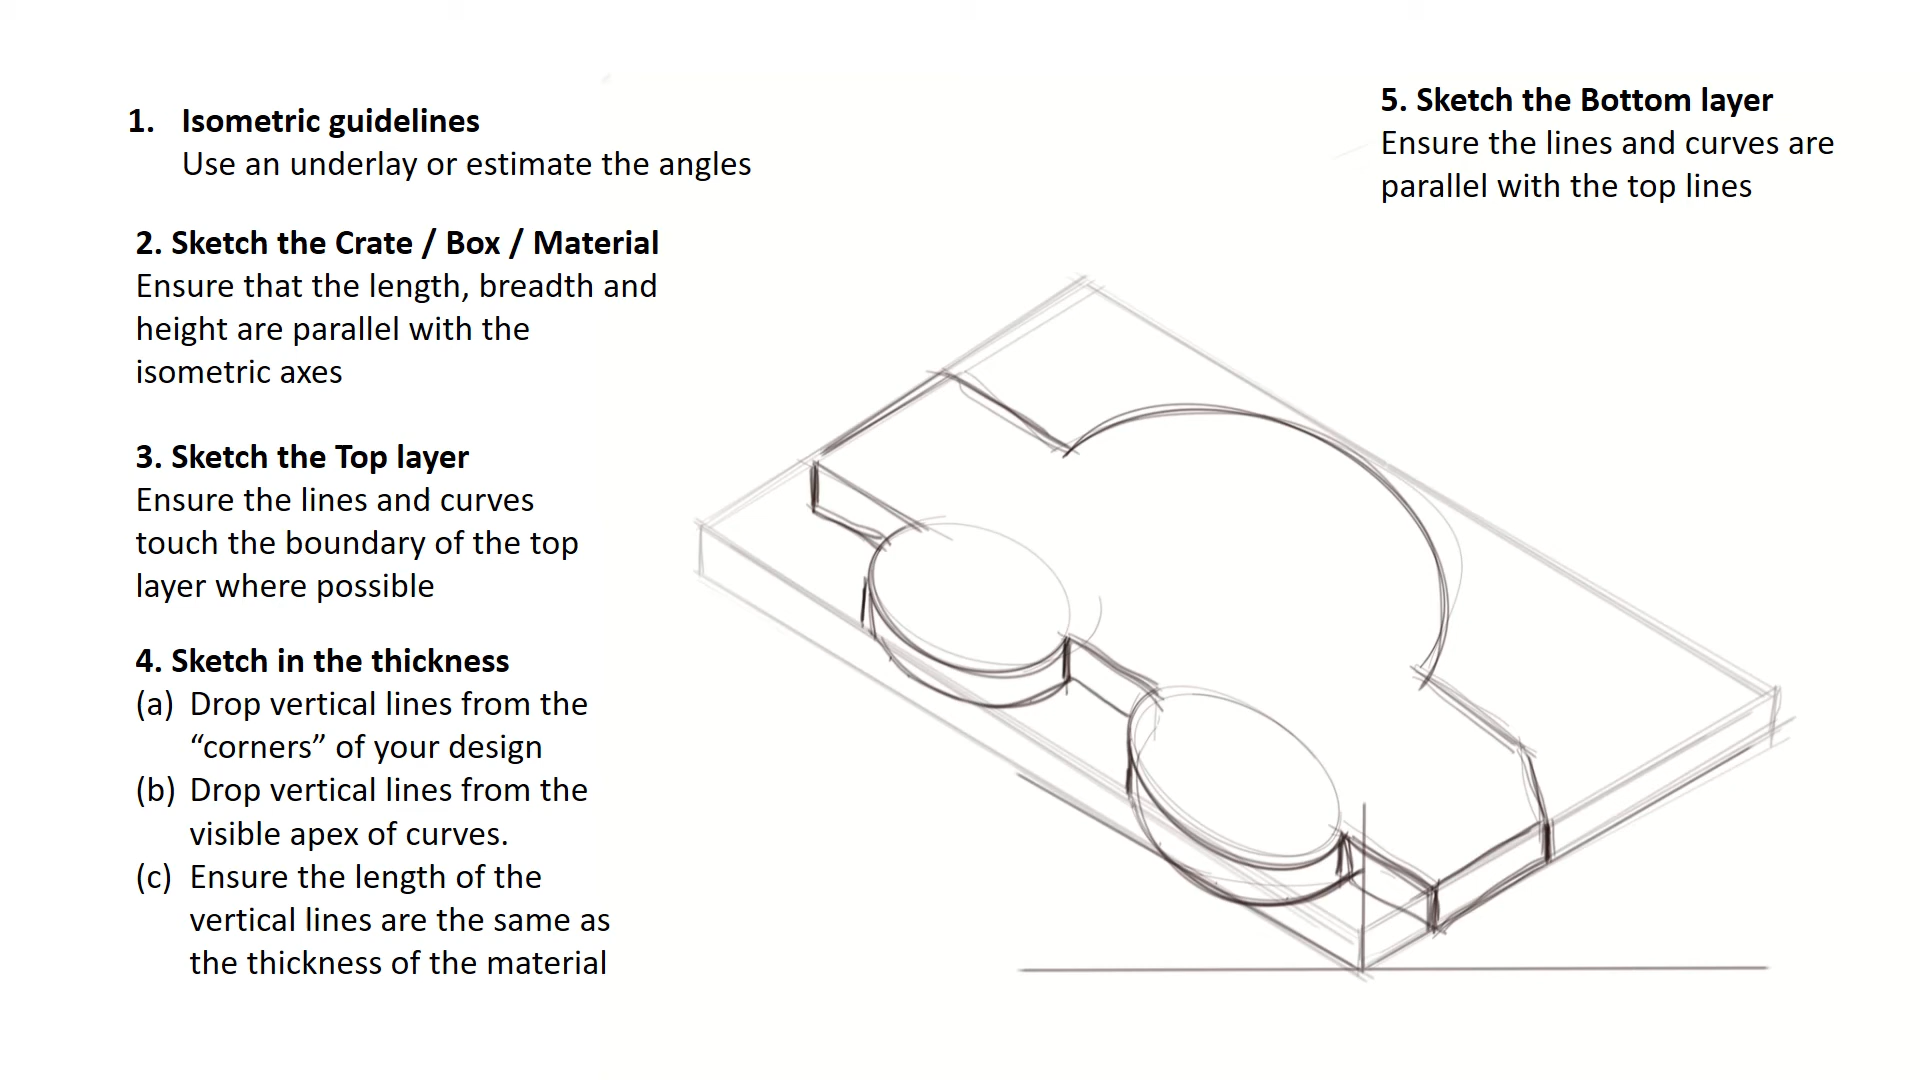 1. Isometric guidelines
Use an underlay or estimate the angles
2. Sketch the Crate / Box / Material
Ensure that the length, breadth and
height are parallel with the
isometric axes
3. Sketch the Top layer
Ensure the lines and curves
touch the boundary of the top
layer where possible
4. Sketch in the thickness
(a) Drop vertical lines from the
“corners” of your design
(b) Drop vertical lines from the
visible apex of curves.
(c) Ensure the length of the
vertical lines are the same as
the thickness of the material
5. Sketch the Bottom layer
Ensure the lines and curves are
parallel with the top lines